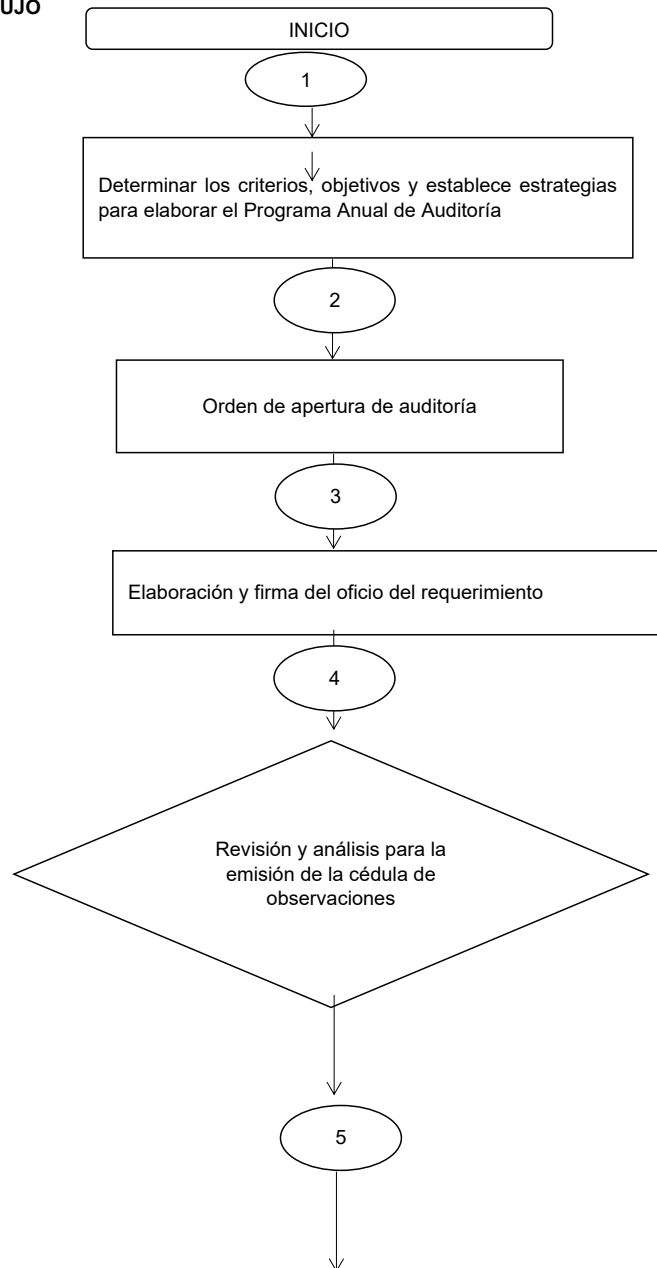 UJO
INICIO
1
Determinar los criterios, objetivos y establece estrategias
para elaborar el Programa Anual de Auditoría
2
Orden de apertura de auditoría
3
Elaboración y firma del oficio del requerimiento
4
Revisión y análisis para la
emisión de la cédula de
observaciones
5